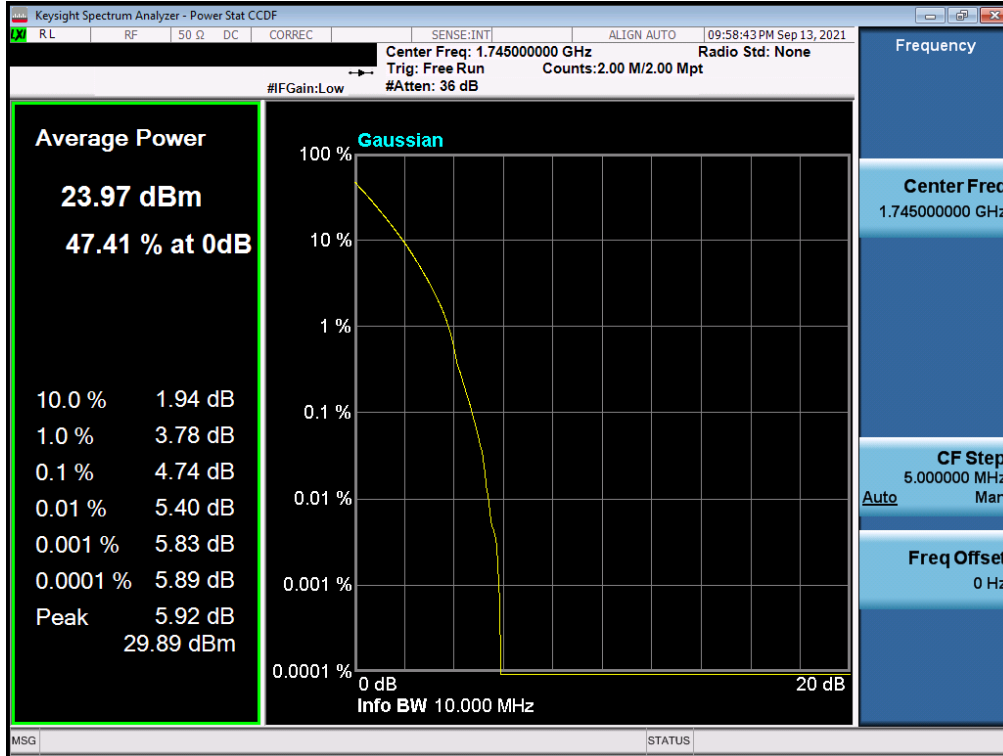 Keysight Spectrum Analyzer - Power Stat CCDF
LXI RL RF 50 Ω DC CORREC SENSE:INT ALIGN AUTO 09:58:43 PM Sep 13, 2021
Center Freq: 1.745000000 GHz Radio Std: None
Trig: Free Run Counts:2.00 M/2.00 Mpt
#IFGain:Low #Atten: 36 dB
Average Power
23.97 dBm
47.41 % at 0dB
10.0 % 1.94 dB
1.0 % 3.78 dB
0.1 % 4.74 dB
0.01 % 5.40 dB
0.001 % 5.83 dB
0.0001 % 5.89 dB
Peak 5.92 dB
29.89 dBm
Gaussian
100 %
10 %
1 %
0.1 %
0.01 %
0.001 %
0.0001 %
0 dB 20 dB
Info BW 10.000 MHz
Frequency
Center Freq
1.745000000 GHz
CF Step
5.000000 MHz
Auto Man
Freq Offset
0 Hz
MSG STATUS